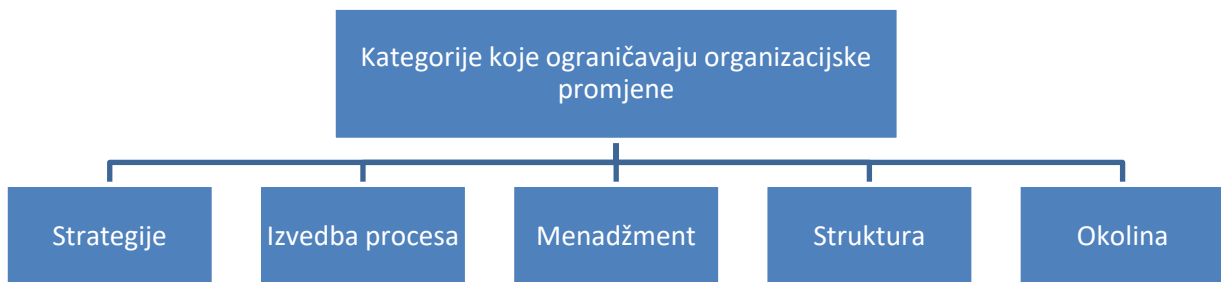 Kategorije koje ograničavaju organizacijske
promjene
Strategije
Izvedba procesa
Menadžment
Struktura
Okolina